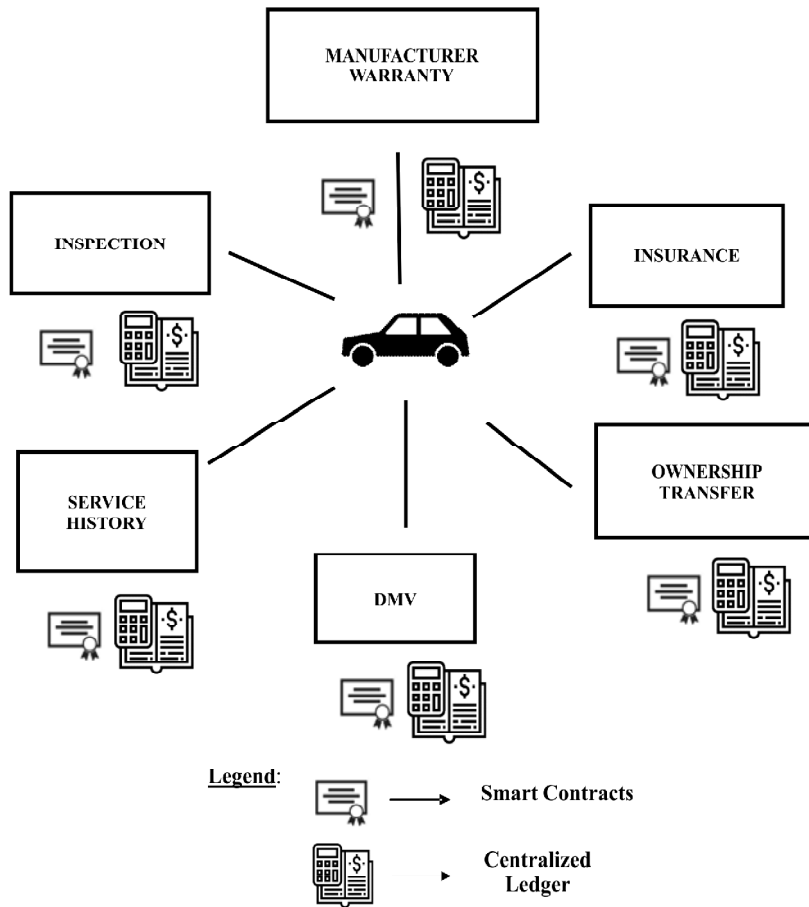 MANUFACTURER
WARRANTY
INSPECTION
INSURANCE
SERVICE
HISTORY
OWNERSHIP
TRANSFER
DMV
Legend:
Smart Contracts
Centralized
Ledger